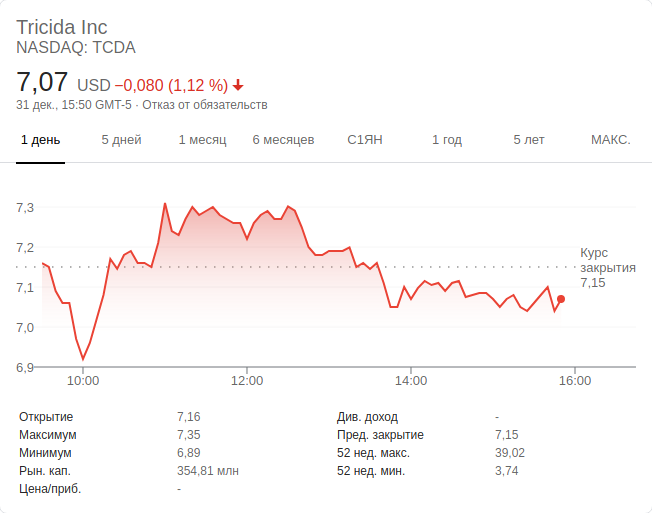 Tricida Inc
NASDAQ: TCDA
7,07 USD −0,080 (1,12 %)
31 дек., 15:50 GMT-5 · Отказ от обязательств
1 день 5 дней 1 месяц 6 месяцев С1ЯН 1 год 5 лет МАКС.
7,3
7,2
7,1
7,0
6,9
Курс
закрытия
7,15
10:00 12:00 14:00 16:00
Открытие 7,16 Див. доход -
Максимум 7,35 Пред. закрытие 7,15
Минимум 6,89 52 нед. макс. 39,02
Рын. кап. 354,81 млн 52 нед. мин. 3,74
Цена/приб. -